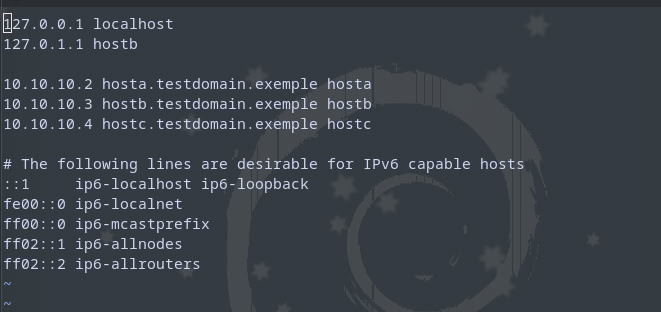 127.0.0.1 localhost
127.0.1.1 hostb
10.10.10.2 hosta.testdomain.exemple hosta
10.10.10.3 hostb.testdomain.exemple hostb
10.10.10.4 hostc.testdomain.exemple hostc
# The following lines are desirable for IPv6 capable hosts
::1     ip6-localhost ip6-loopback
fe00::0 ip6-localnet
ff00::0 ip6-mcastprefix
ff02::1 ip6-allnodes
ff02::2 ip6-allrouters
~
~